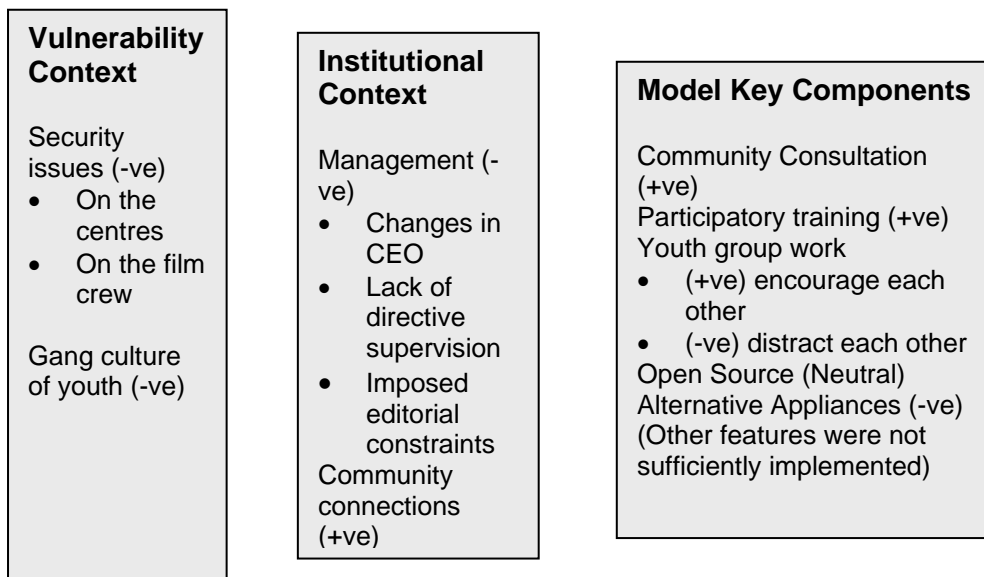 Vulnerability
Context
Security
issues (-ve)
• On the
centres
• On the film
crew
Gang culture
of youth (-ve)
Institutional
Context
Management (-
ve)
• Changes in
CEO
• Lack of
directive
supervision
• Imposed
editorial
constraints
Community
connections
(+ve)
Model Key Components
Community Consultation
(+ve)
Participatory training (+ve)
Youth group work
• (+ve) encourage each
other
• (-ve) distract each other
Open Source (Neutral)
Alternative Appliances (-ve)
(Other features were not
sufficiently implemented)